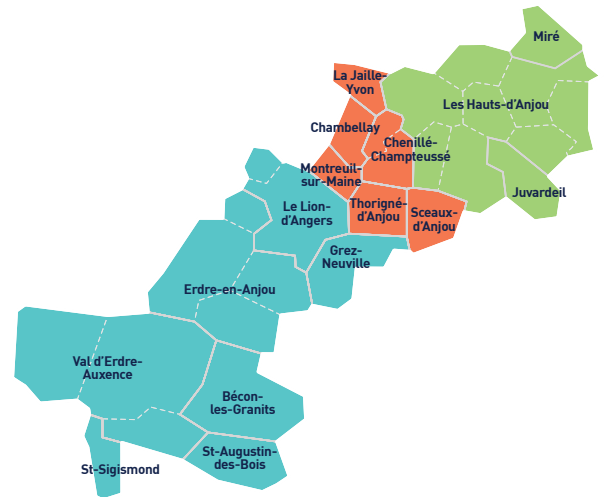 Miré
La Jaille-
Yvon
Les Hauts-d'Anjou
Chambellay
Chenillé-
Champteussé
Montreuil-
sur-Maine
Juvardeil
Le Lion-
d'Angers
Thorigné-
d'Anjou
Sceaux-
d'Anjou
Grez-
Neuville
Erdre-en-Anjou
Val d'Erdre-
Auxence
Bécon-
les-Granits
St-Augustin-
des-Bois
St-Sigismond